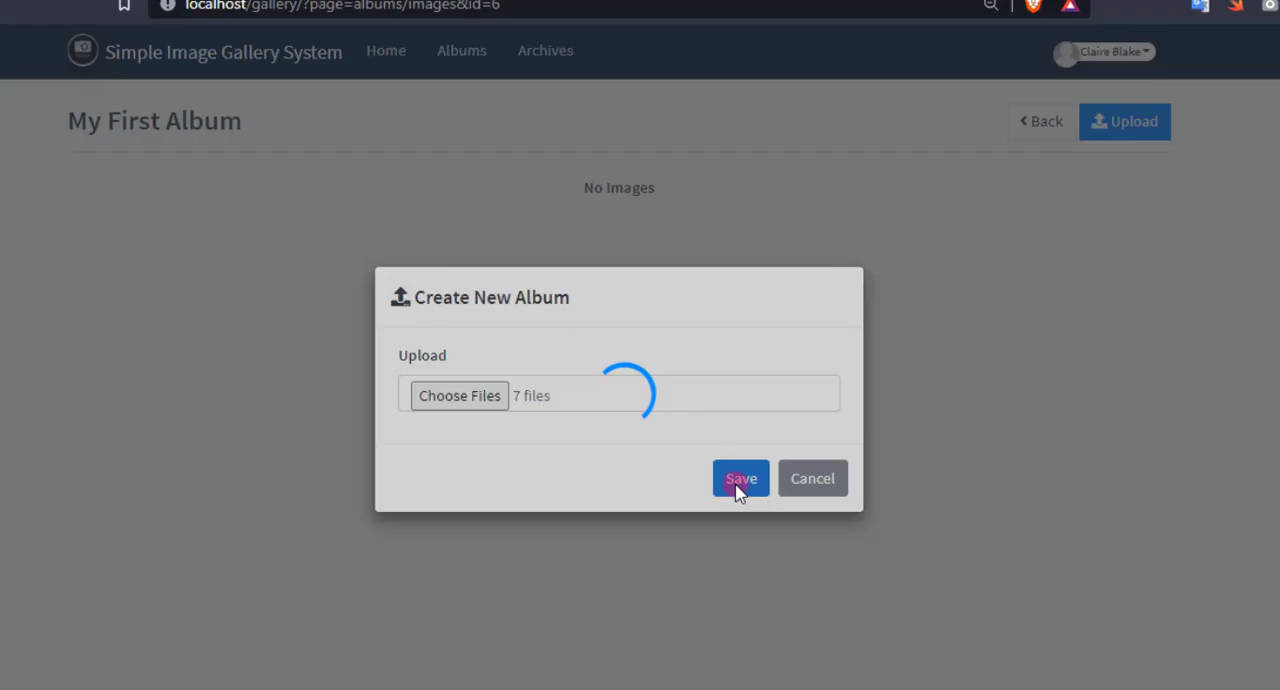 localhost/gallery/?page=albums/images&id=6
Simple Image Gallery System Home Albums Archives Claire Blake
My First Album Back Upload
No Images
Create New Album
Upload
Choose Files 7 files
Save Cancel